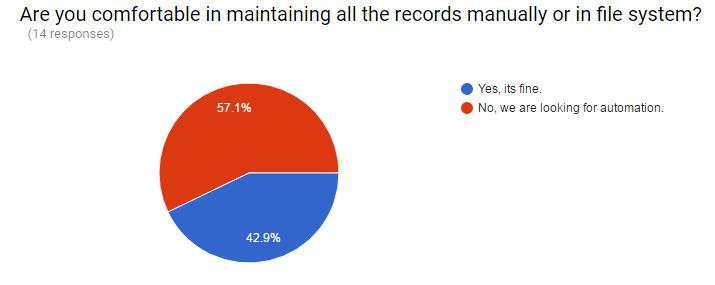 Are you comfortable in maintaining all the records manually or in file system?
(14 responses)
57.1%
42.9%
Yes, its fine.
No, we are looking for automation.